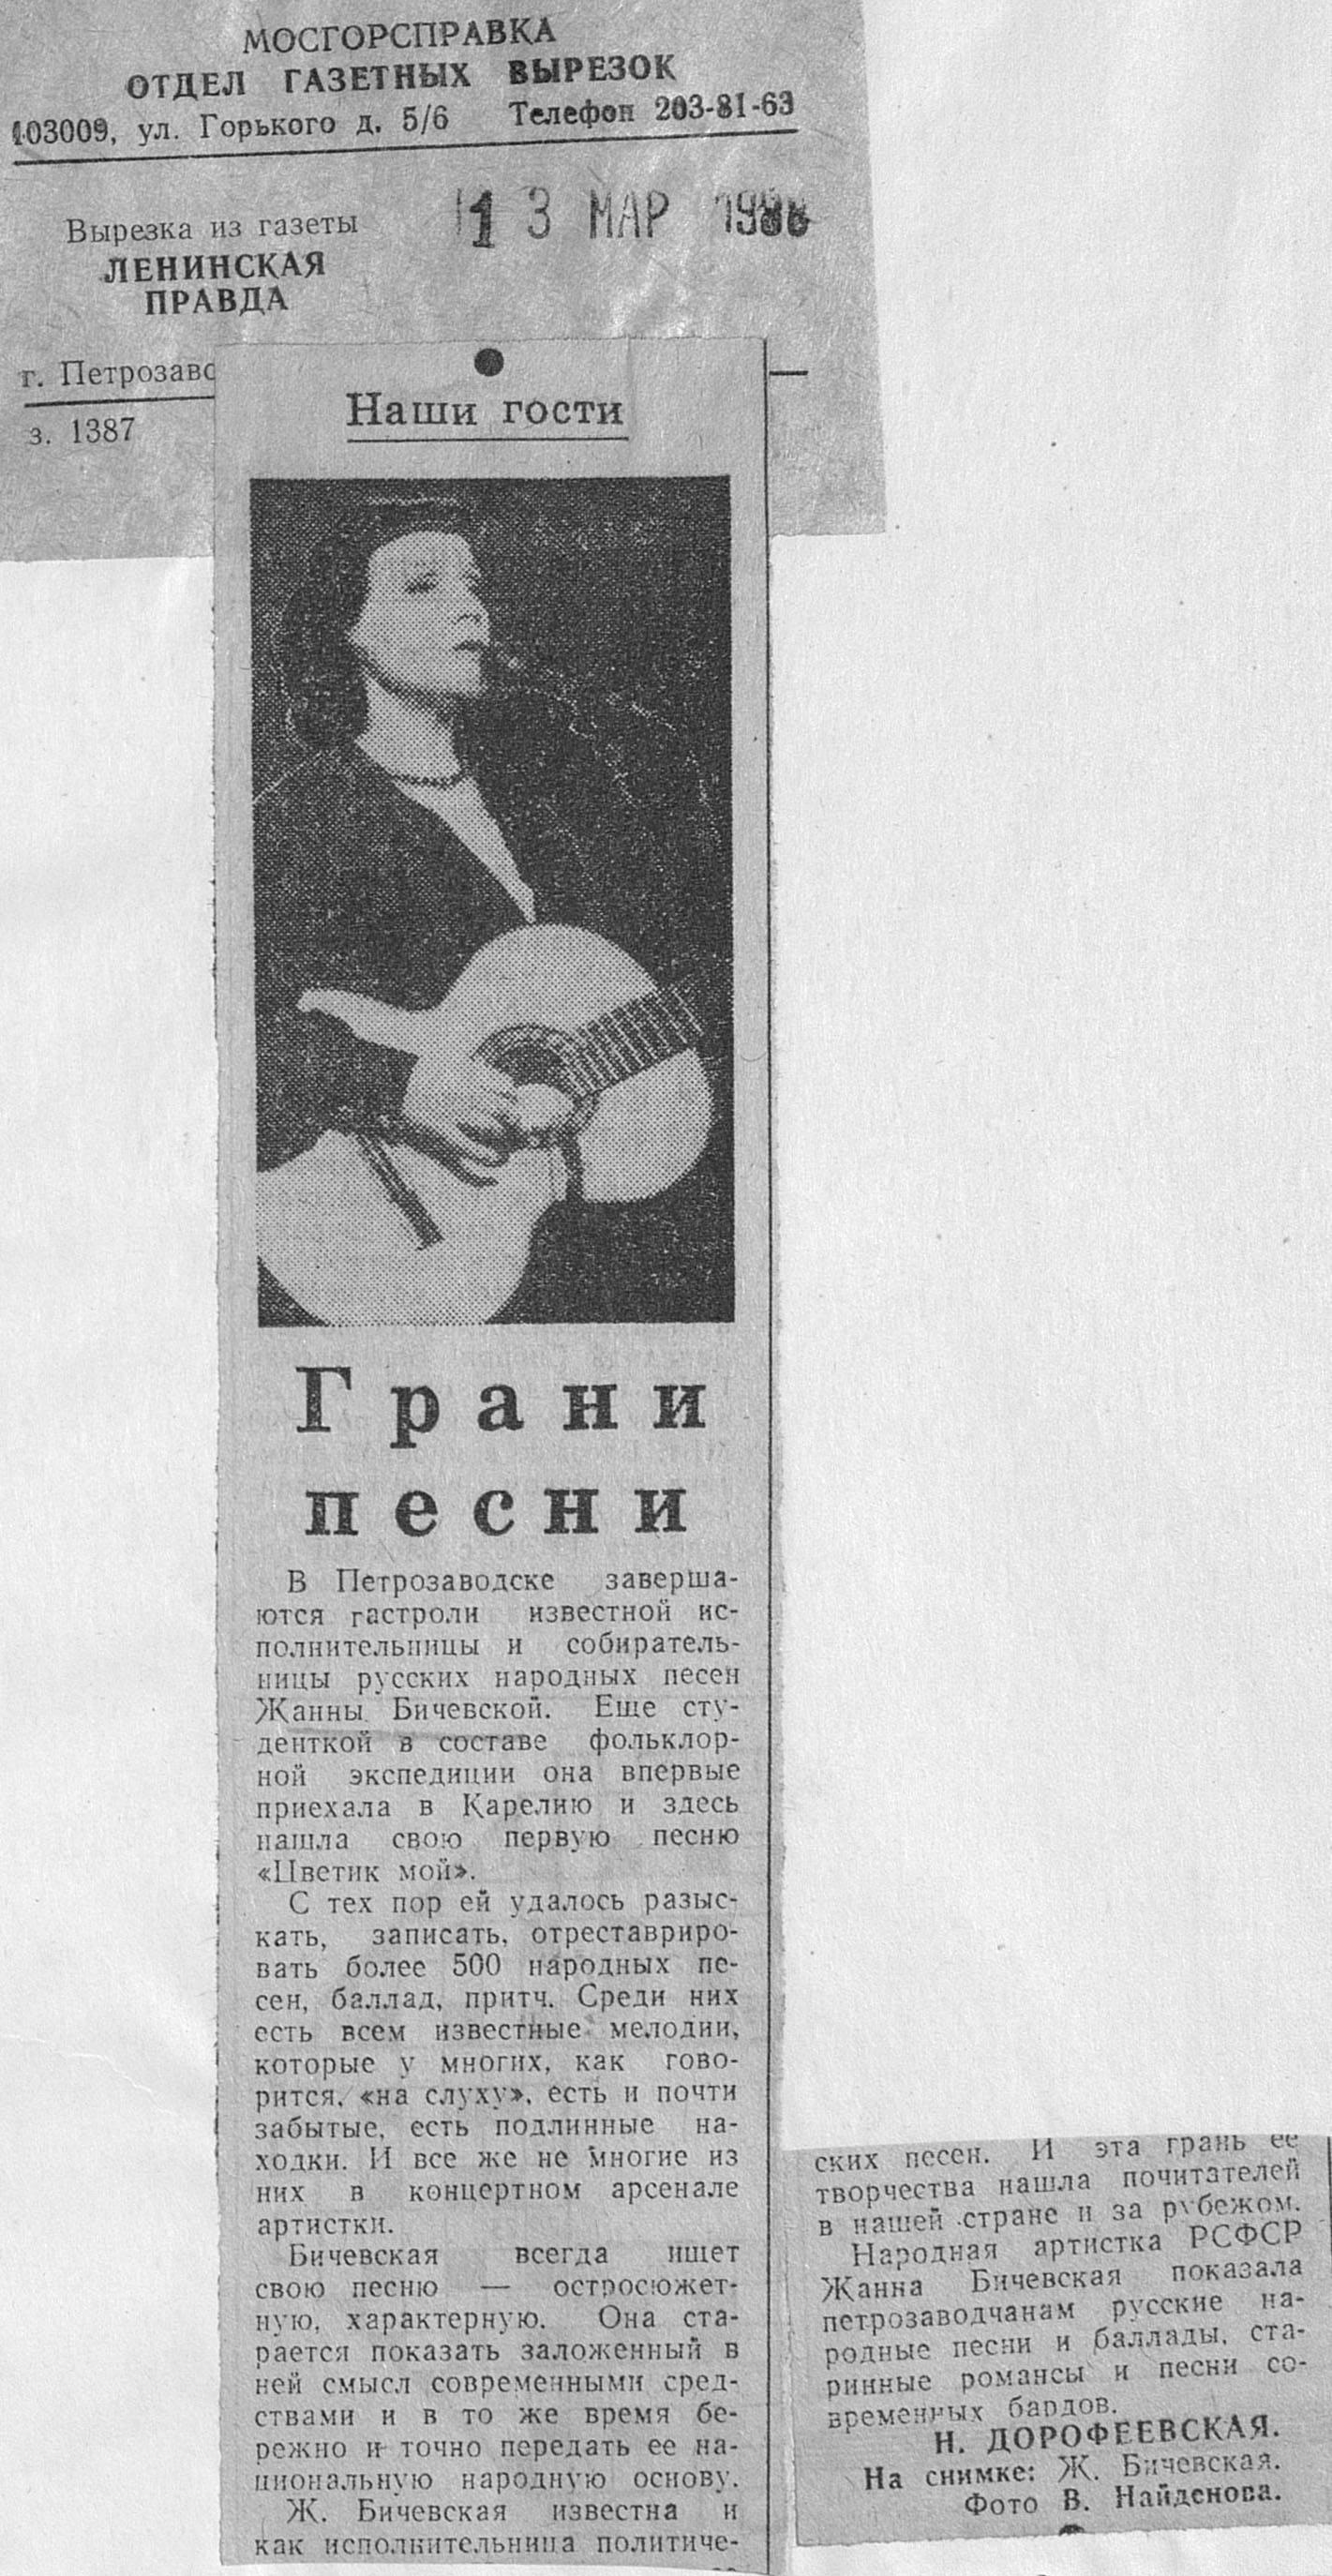 МОСГОРСПРАВКА
ОТДЕЛ ГАЗЕТНЫХ ВЫРЕЗОК
103009, ул. Горького д. 5/6 Телефон 203-81-63
Вырезка из газеты
ЛЕНИНСКАЯ
ПРАВДА
13 МАР
г. Петрозаво
з. 1387
Наши гости
Грани
песни
В Петрозаводске заверша-
ются гастроли известной ис-
полнительницы и собиратель-
ницы русских народных песен
Жанны Бичевской. Еще сту-
денткой в составе фольклор-
ной экспедиции она впервые
приехала в Карелию и здесь
нашла свою первую песню
«Цветик мой».
С тех пор ей удалось разыс-
кать, записать, отреставриро-
вать более 500 народных пе-
сен, баллад, притч. Среди них
есть всем известные мелодии,
которые у многих, как гово-
рится, «на слуху», есть и почти
забытые, есть подлинные на-
ходки. И все же не многие из
них в концертном арсенале
артистки.
Бичевская всегда ищет
свою песню — остросюжет-
ную, характерную. Она ста-
рается показать заложенный в
ней смысл современными сред-
ствами и в то же время бе-
режно и точно передать ее на-
циональную народную основу.
Ж. Бичевская известна и
как исполнительница политиче-
ских песен. И эта грань ее
творчества нашла почитателей
в нашей стране и за рубежом.
Народная артистка РСФСР
Жанна Бичевская показала
петрозаводчанам русские на-
родные песни и баллады, ста-
ринные романсы и песни со-
временных бардов.
Н. ДОРОФЕЕВСКАЯ.
На снимке: Ж. Бичевская.
Фото В. Найденова.